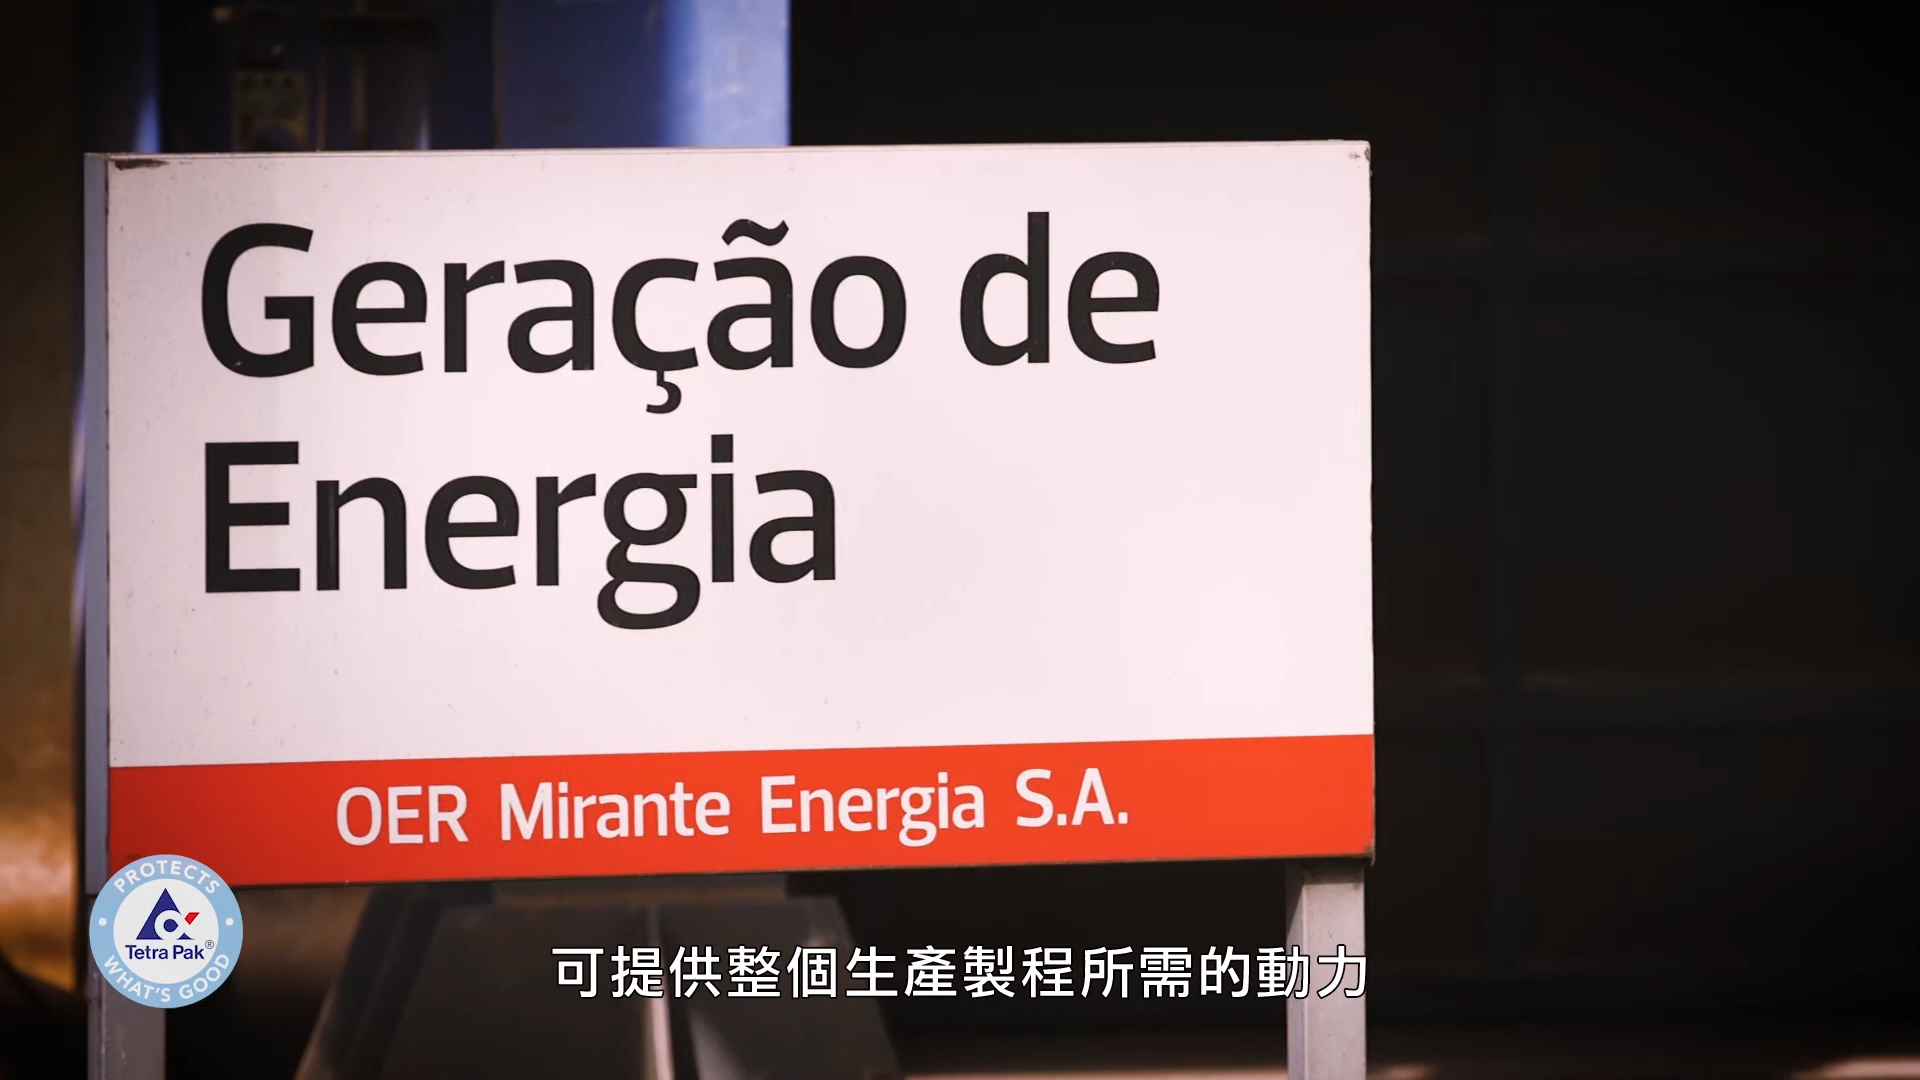 Geração de
Energia
OER Mirante Energia S.A.
PROTECTS
Tetra Pak®
WHAT'S GOOD
可提供整個生產製程所需的動力